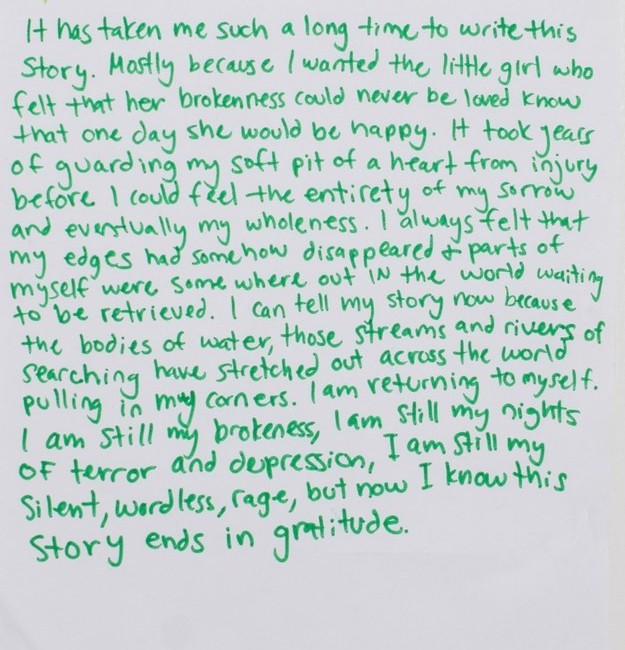 It has taken me such a long time to write this
Story. Mostly because I wanted the little girl who
felt that her brokenness could never be loved know
that one day she would be happy. It took years
of guarding my soft pit of a heart from injury
before I could feel the entirety of my sorrow
and eventually my wholeness. I always felt that
my edges had somehow disappeared & parts of
myself were some where out IN the world waiting
to be retrieved. I can tell my story now because
the bodies of water, those streams and rivers of
searching have stretched out across the world
pulling in my corners. I am returning to myself.
I am still my brokeness, I am still my nights
OF terror and depression, I am still my
Silent, wordless, rage, but now I know this
Story ends in gratitude.